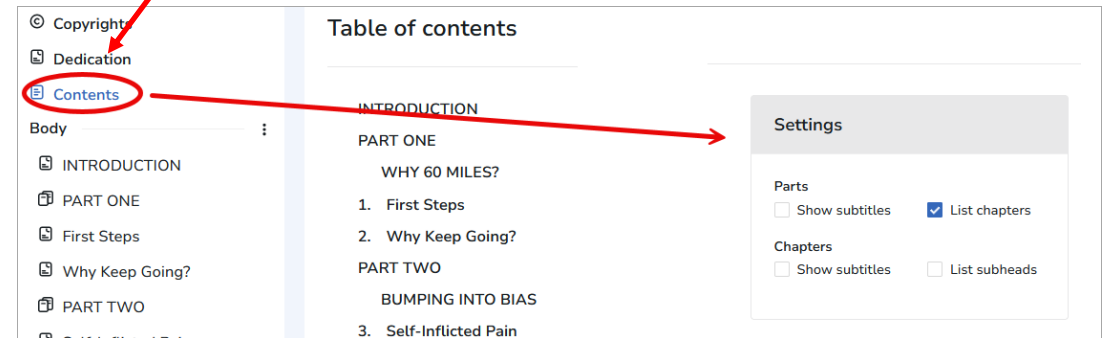 Copyrights
Dedication
Contents
Body
INTRODUCTION
PART ONE
First Steps
Why Keep Going?
PART TWO
Table of contents
INTRODUCTION
PART ONE
WHY 60 MILES?
1. First Steps
2. Why Keep Going?
PART TWO
BUMPING INTO BIAS
3. Self-Inflicted Pain
Settings
Parts
Show subtitles
List chapters
Chapters
Show subtitles
List subheads